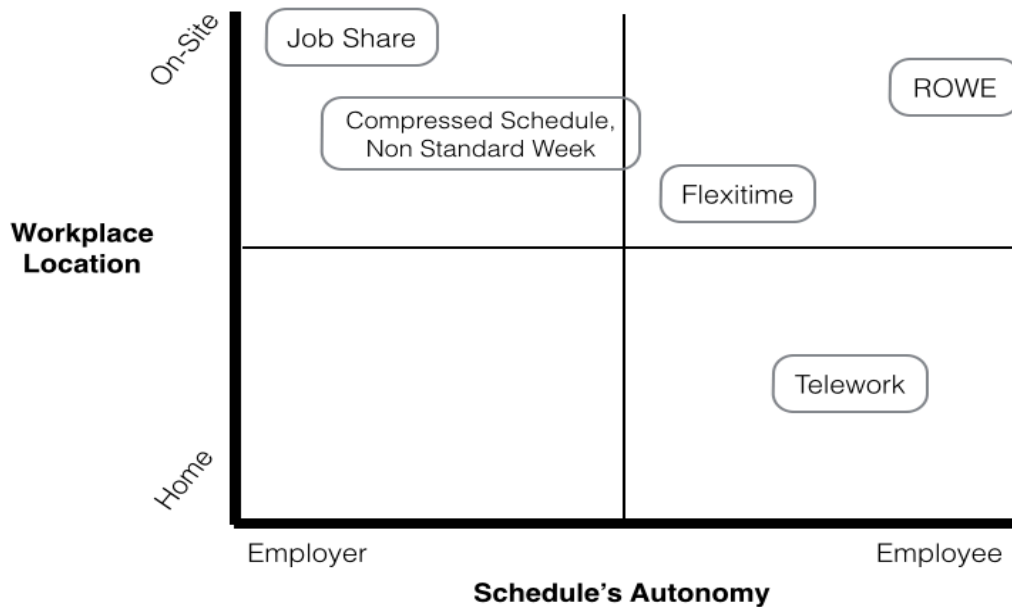 On-Site
Job Share
ROWE
Compressed Schedule,
Non Standard Week
Flexitime
Workplace
Location
Telework
Home
Employer
Employee
Schedule's Autonomy